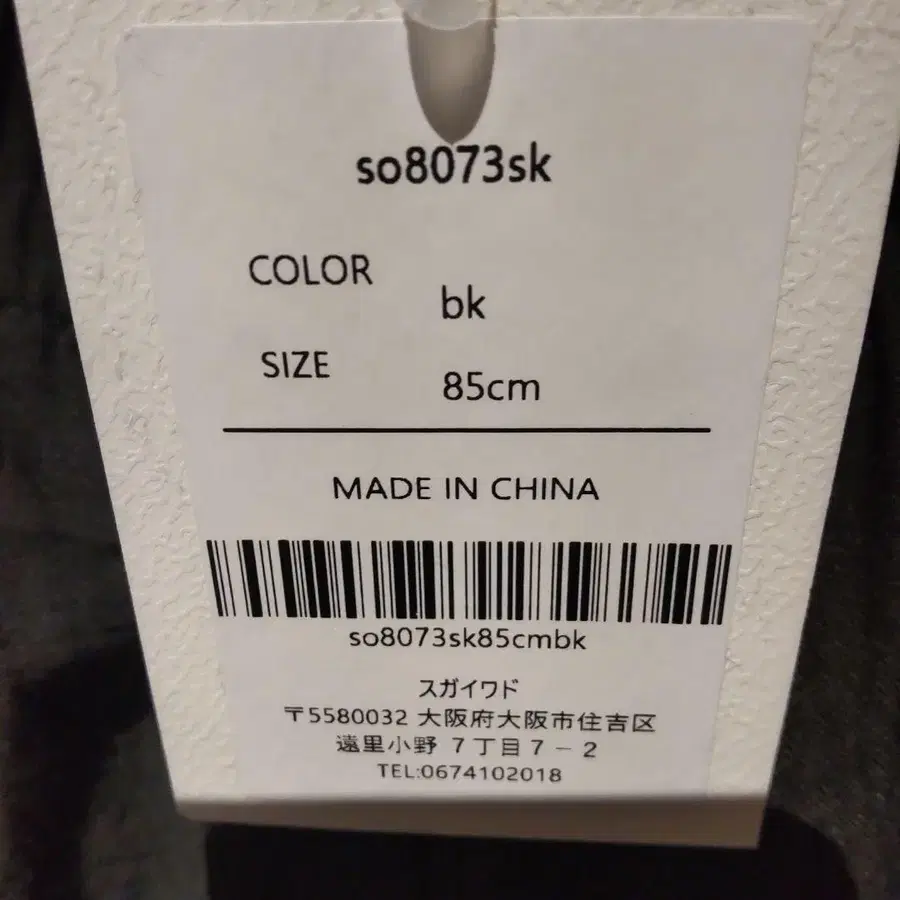 so8073sk
COLOR bk
SIZE 85cm
MADE IN CHINA
so8073sk85cmbk
スガイワド
〒5580032 大阪府大阪市住吉区
遠里小野 7丁目7－2
TEL:0674102018